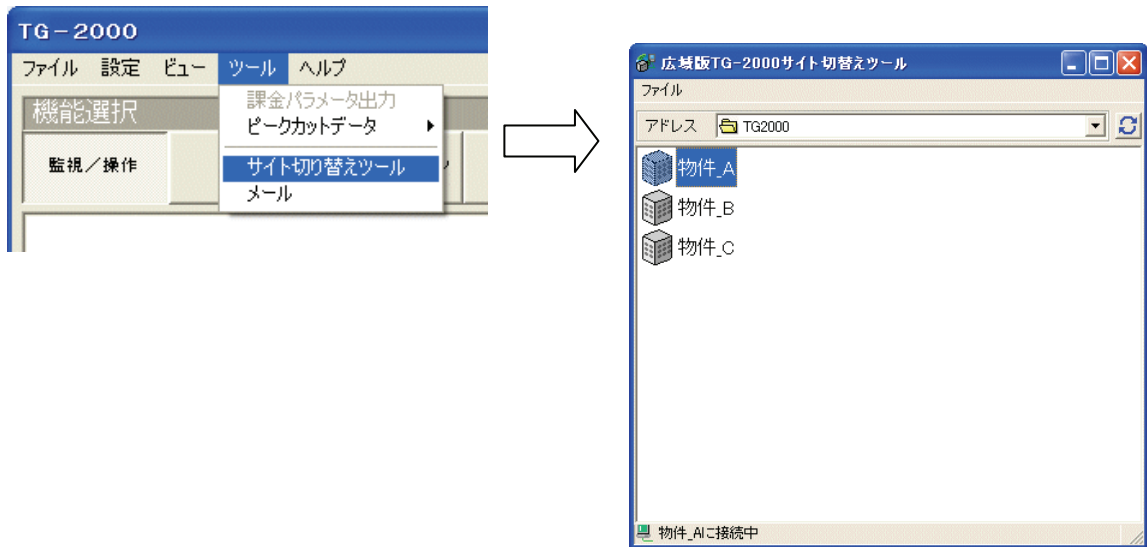 TG-2000
ファイル 設定 ビュー ツール ヘルプ
機能選択
監視/操作
課金パラメータ出力
ピークカットデータ
サイト切り替えツール
メール
広域版TG-2000サイト切替えツール
ファイル
アドレス TG2000
物件_A
物件_B
物件_C
物件_Aに接続中